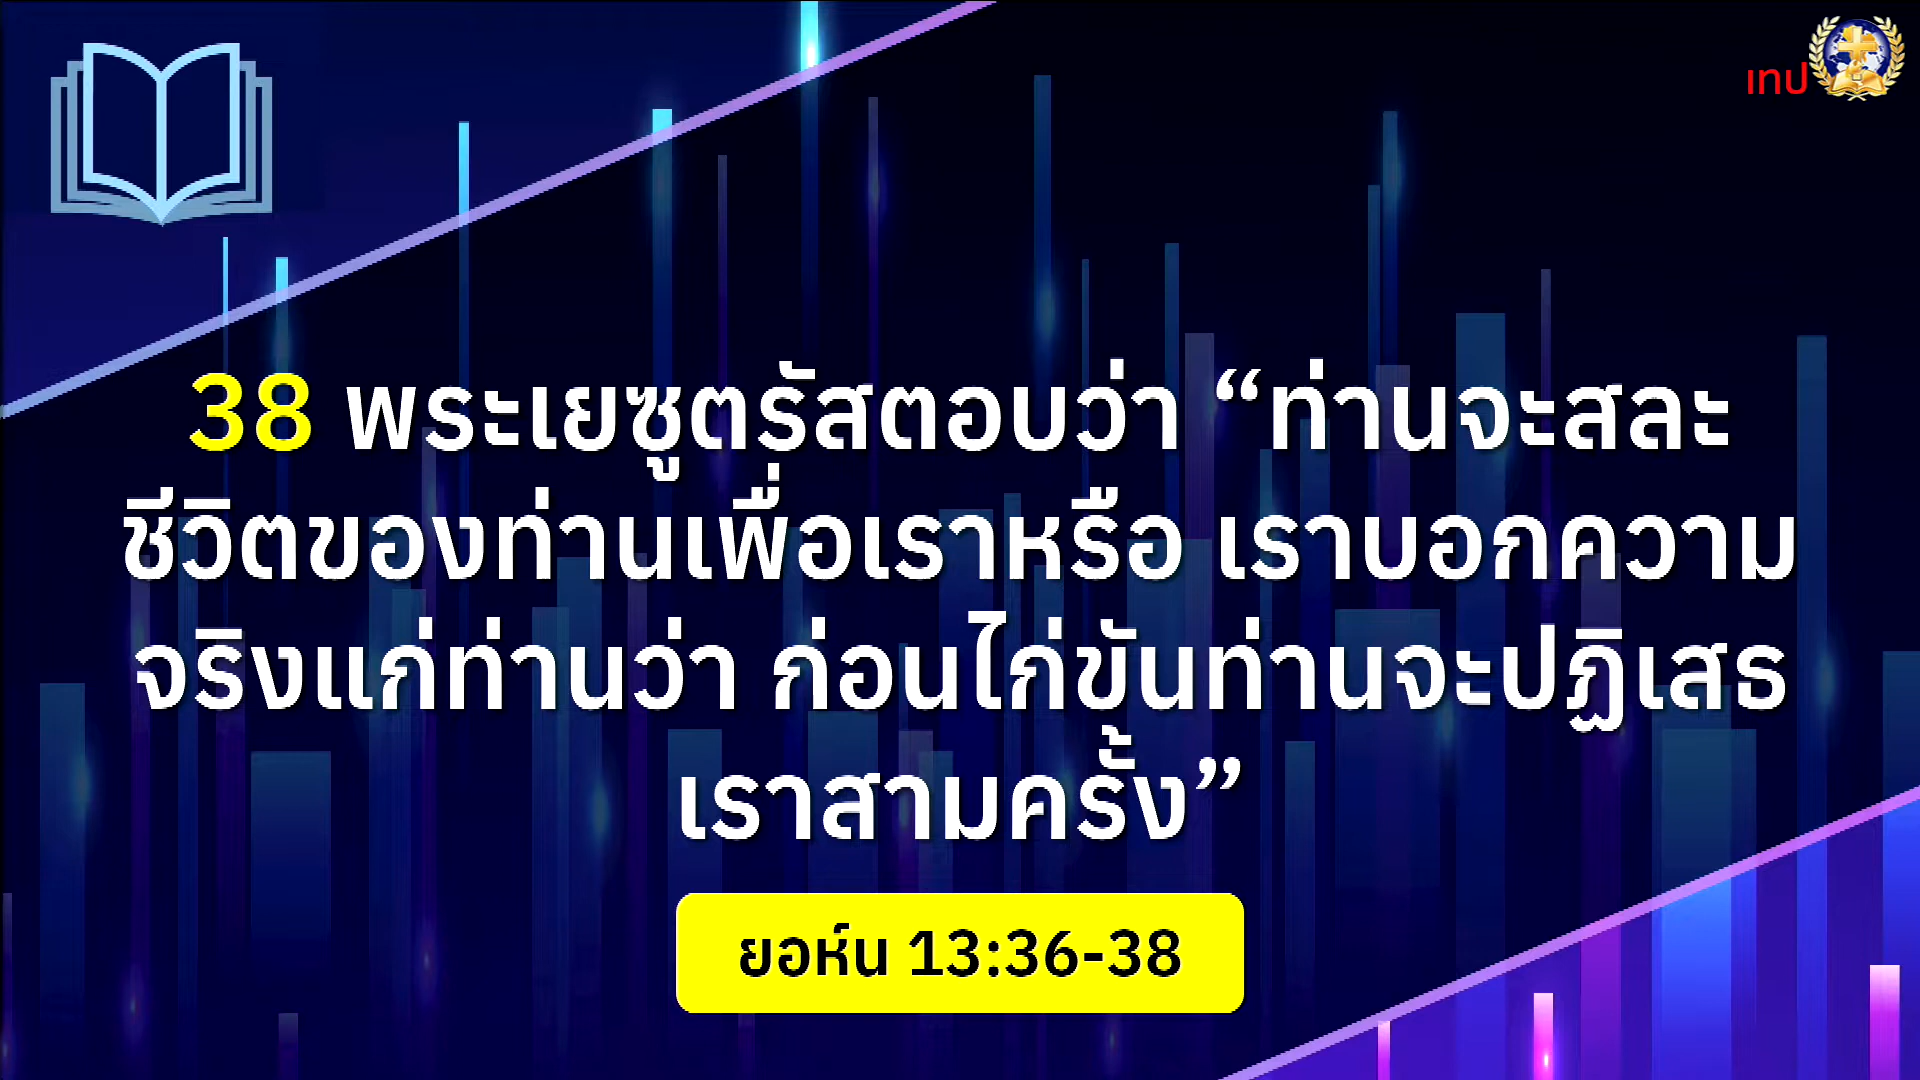 เทป
38 พระเยซูตรัสตอบว่า “ท่านจะสละ
ชีวิตของท่านเพื่อเราหรือ เราบอกความ
จริงแก่ท่านว่า ก่อนไก่ขันท่านจะปฏิเสธ
เราสามครั้ง”
ยอห์น 13:36-38